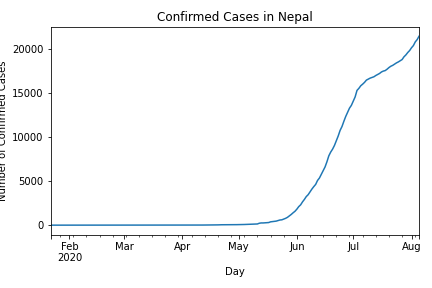 Confirmed Cases in Nepal
Number of Confirmed Cases
20000
15000
10000
5000
0
Feb Mar Apr May Jun Jul Aug
2020
Day